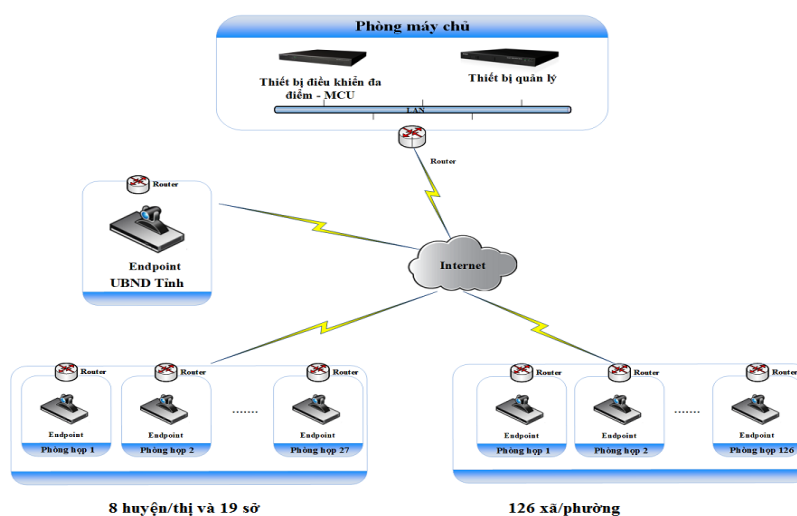 Phòng máy chủ
Thiết bị điều khiển đa
điểm - MCU
Thiết bị quản lý
LAN
Router
Router
Endpoint
UBND Tỉnh
Internet
Router
Router
Router
Endpoint
Endpoint
.......
Endpoint
Phòng họp 1
Phòng họp 2
Phòng họp 27
8 huyện/thị và 19 sở
Router
Router
Router
Endpoint
Endpoint
.......
Endpoint
Phòng họp 1
Phòng họp 2
Phòng họp 126
126 xã/phường